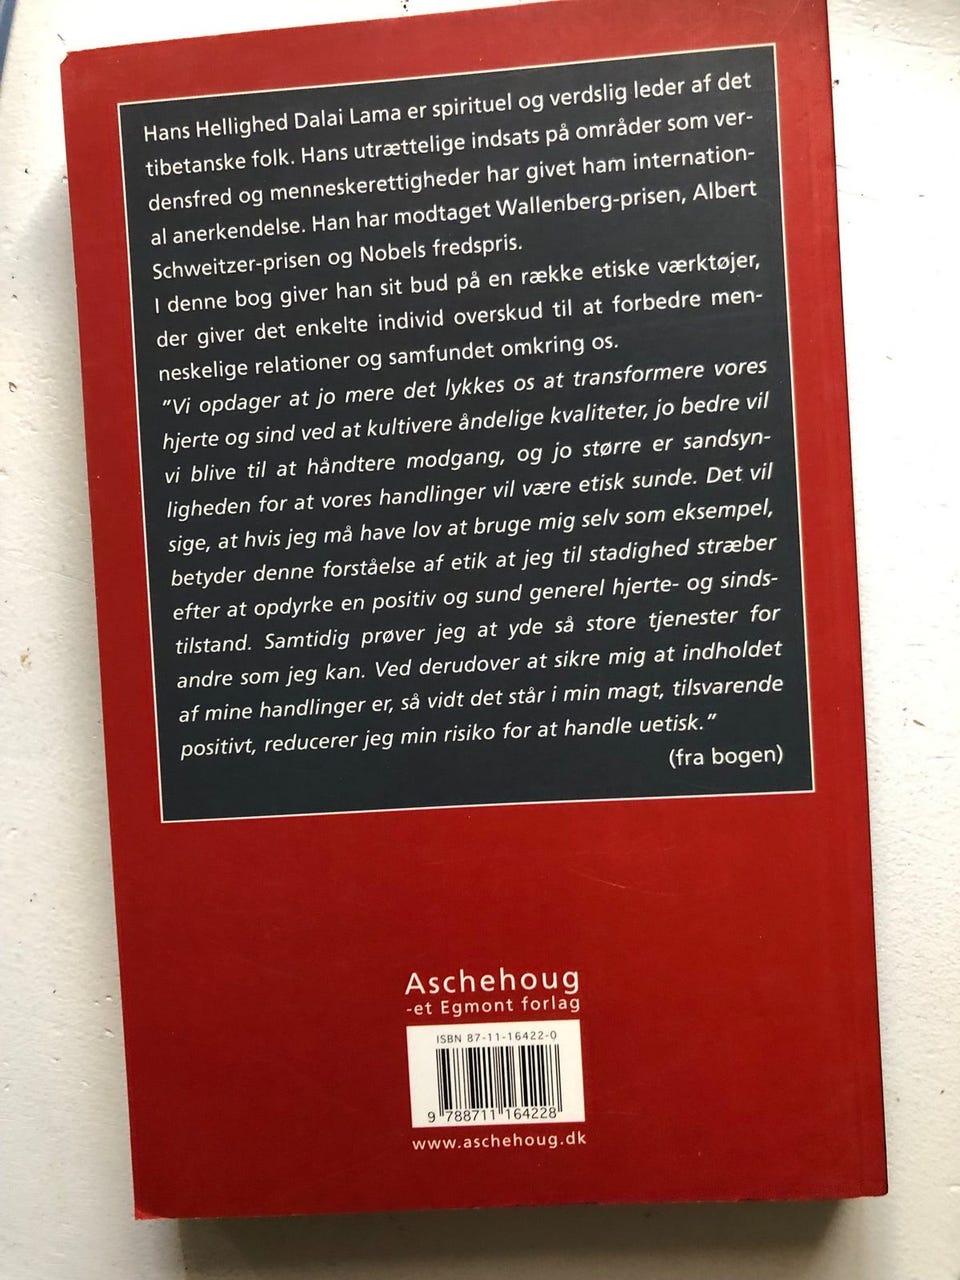 Hans Hellighed Dalai Lama er spirituel og verdslig leder af det
tibetanske folk. Hans utrættelige indsats på områder som ver-
densfred og menneskerettigheder har givet ham internation-
al anerkendelse. Han har modtaget Wallenberg-prisen, Albert
Schweitzer-prisen og Nobels fredspris.
I denne bog giver han sit bud på en række etiske værktøjer,
der giver det enkelte individ overskud til at forbedre men-
neskelige relationer og samfundet omkring os.
"Vi opdager at jo mere det lykkes os at transformere vores
hjerte og sind ved at kultivere åndelige kvaliteter, jo bedre vil
vi blive til at håndtere modgang, og jo større er sandsyn-
ligheden for at vores handlinger vil være etisk sunde. Det vil
sige, at hvis jeg må have lov at bruge mig selv som eksempel,
betyder denne forståelse af etik at jeg til stadighed stræber
efter at opdyrke en positiv og sund generel hjerte- og sinds-
tilstand. Samtidig prøver jeg at yde så store tjenester for
andre som jeg kan. Ved derudover at sikre mig at indholdet
af mine handlinger er, så vidt det står i min magt, tilsvarende
positivt, reducerer jeg min risiko for at handle uetisk."
(fra bogen)
Aschehoug
-et Egmont forlag
ISBN 87-11-16422-0
9 788711 164228
www.aschehoug.dk